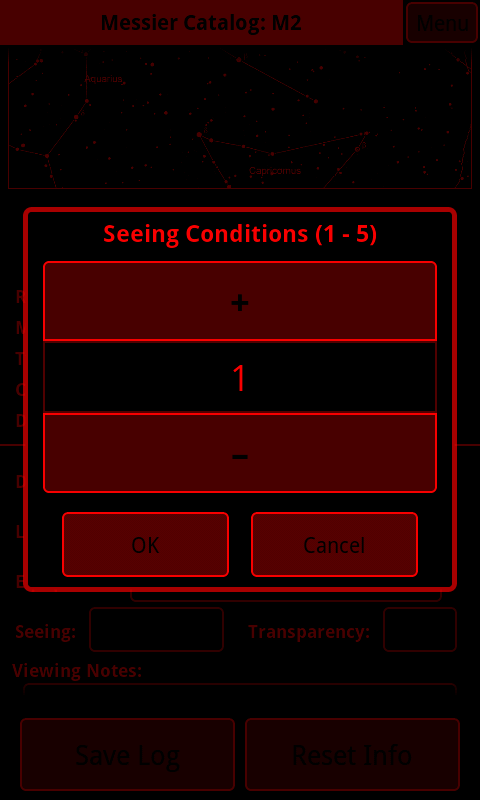 Messier Catalog: M2
Menu
Aquarius
Capricornus
Seeing Conditions (1 - 5)
+
1
-
OK
Cancel
Seeing:
Transparency:
Viewing Notes:
Save Log
Reset Info